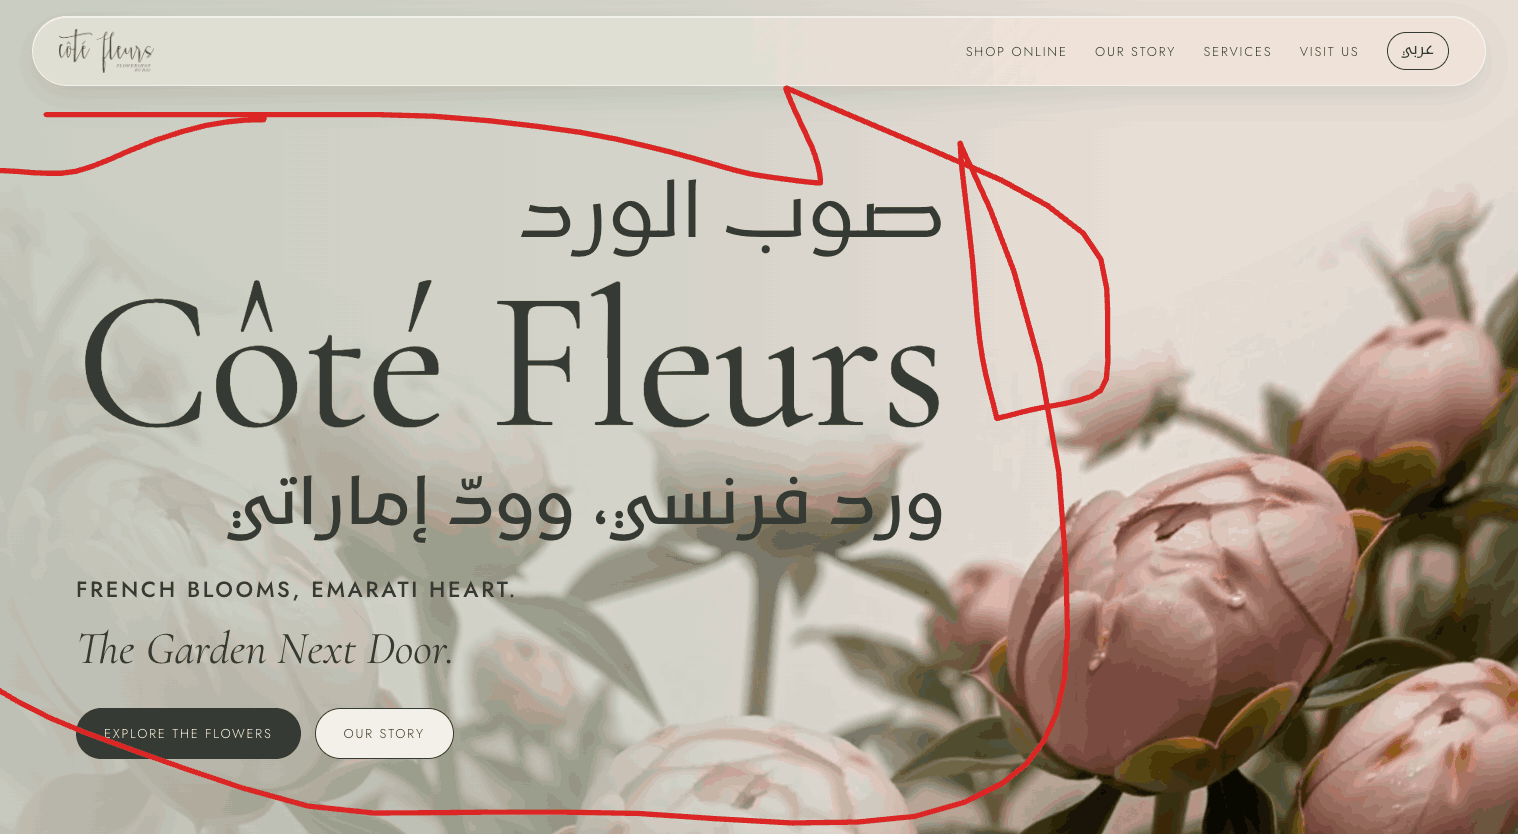 côté fleurs
SHOP ONLINE OUR STORY SERVICES VISIT US عربي
صوب الورد
Côté Fleurs
ورد فرنسي، وودّ إماراتي
FRENCH BLOOMS, EMARATI HEART.
The Garden Next Door.
EXPLORE THE FLOWERS OUR STORY